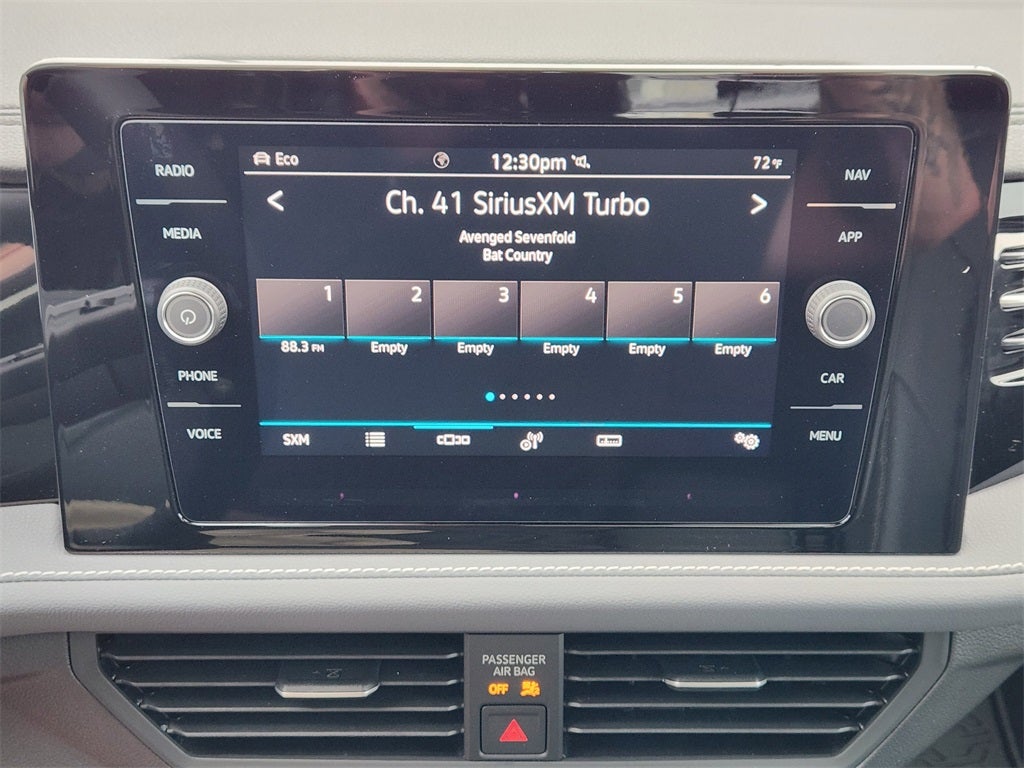 RADIO
MEDIA
PHONE
VOICE
Eco
12:30pm
72°F
< Ch. 41 SiriusXM Turbo >
Avenged Sevenfold
Bat Country
1 2 3 4 5 6
88.3 FM Empty Empty Empty Empty Empty
SXM
NAV
APP
CAR
MENU
PASSENGER
AIR BAG
OFF